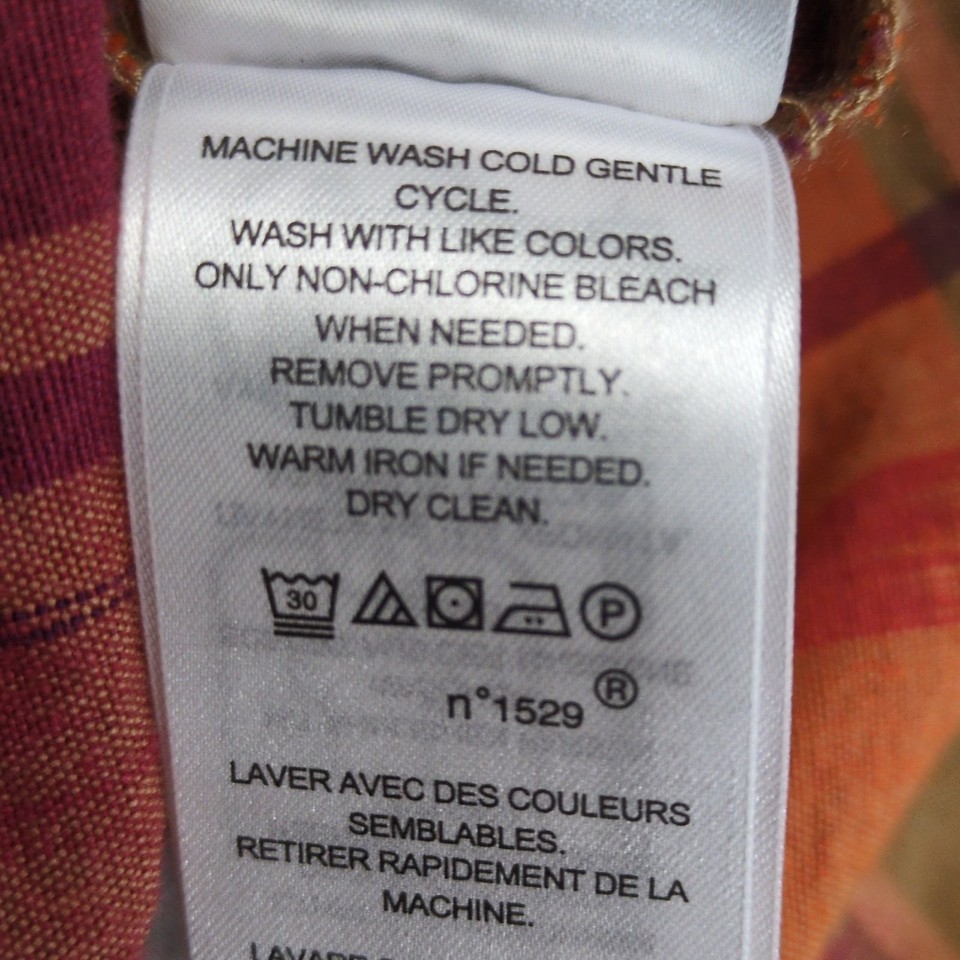 MACHINE WASH COLD GENTLE
CYCLE.
WASH WITH LIKE COLORS.
ONLY NON-CHLORINE BLEACH
WHEN NEEDED.
REMOVE PROMPTLY.
TUMBLE DRY LOW.
WARM IRON IF NEEDED.
DRY CLEAN.
30 P
n°1529 ®
LAVER AVEC DES COULEURS
SEMBLABLES.
RETIRER RAPIDEMENT DE LA
MACHINE.